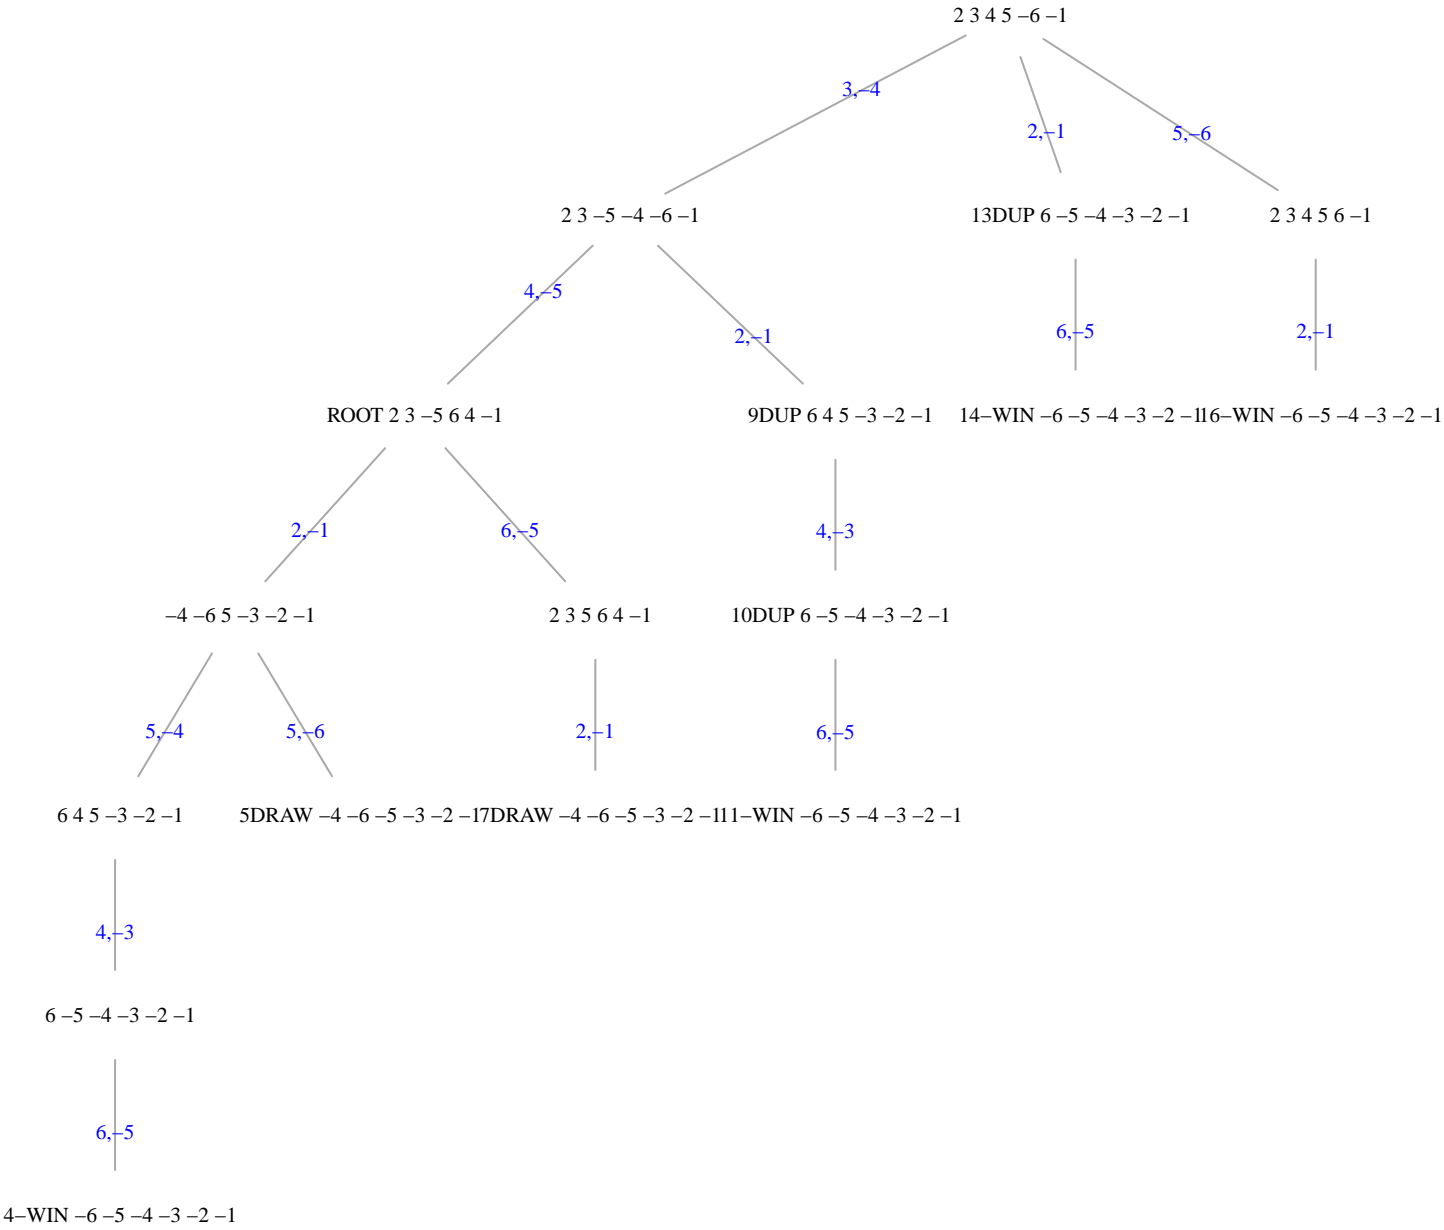 2 3 4 5 –6 –1
3,–4
2,–1
5,–6
2 3 –5 –4 –6 –1
13DUP 6 –5 –4 –3 –2 –1
2 3 4 5 6 –1
4,–5
2,–1
6,–5
2,–1
ROOT 2 3 –5 6 4 –1
9DUP 6 4 5 –3 –2 –1
14–WIN –6 –5 –4 –3 –2 –1
16–WIN –6 –5 –4 –3 –2 –1
2,–1
6,–5
4,–3
–4 –6 5 –3 –2 –1
2 3 5 6 4 –1
10DUP 6 –5 –4 –3 –2 –1
5,–4
5,–6
2,–1
6,–5
6 4 5 –3 –2 –1
5DRAW –4 –6 –5 –3 –2 –1
7DRAW –4 –6 –5 –3 –2 –1
11–WIN –6 –5 –4 –3 –2 –1
4,–3
6 –5 –4 –3 –2 –1
6,–5
4–WIN –6 –5 –4 –3 –2 –1